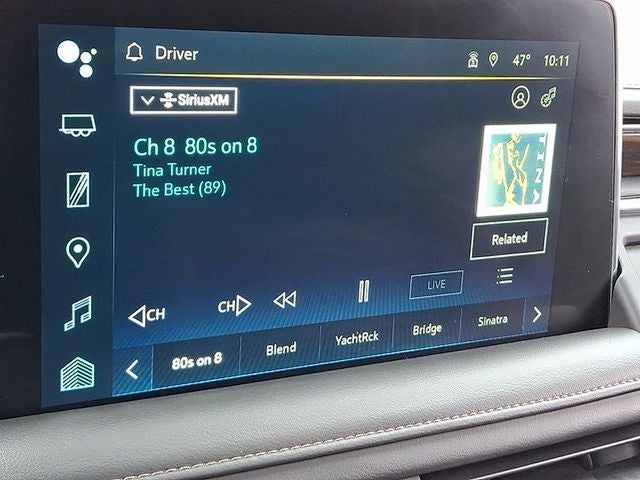 Driver
47° 10:11
SiriusXM
Ch 8 80s on 8
Tina Turner
The Best (89)
TINA
Related
LIVE
CH
CH
80s on 8
Blend
YachtRck
Bridge
Sinatra